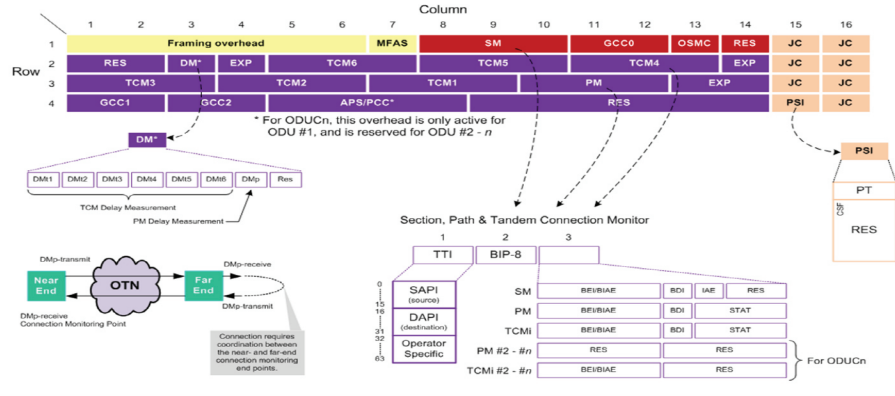 Column
1 2 3 4 5 6 7 8 9 10 11 12 13 14 15 16
Row
1 Framing overhead MFAS SM GCC0 OSMC RES JC JC
2 RES DM* EXP TCM6 TCM5 TCM4 EXP JC JC
3 TCM3 TCM2 TCM1 PM EXP JC JC
4 GCC1 GCC2 APS/PCC* RES PSI JC
* For ODUCn, this overhead is only active for
ODU #1, and is reserved for ODU #2 - n
DM*
DMt1 DMt2 DMt3 DMt4 DMt5 DMt6 DMp Res
TCM Delay Measurement
PM Delay Measurement
PSI
PT
CSF
RES
DMp-transmit
DMp-receive
Near
End
OTN
Far
End
DMp-receive
Connection Monitoring Point
DMp-transmit
Connection requires
coordination between
the near- and far-end
connection monitoring
end points.
Section, Path & Tandem Connection Monitor
1 2 3
TTI BIP-8
0
15
16
31
32
63
SAPI
(source)
DAPI
(destination)
Operator
Specific
SM BEI/BIAE BDI IAE RES
PM BEI/BIAE BDI STAT
TCMi BEI/BIAE BDI STAT
PM #2 - #n RES RES
TCMi #2 - #n BEI/BIAE RES
For ODUCn